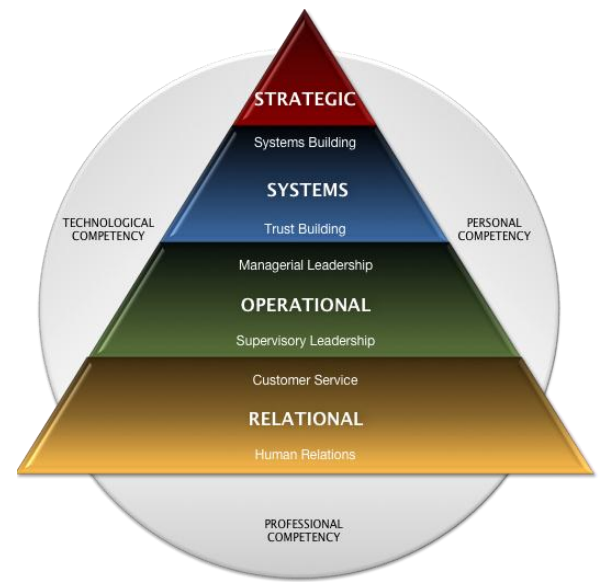 STRATEGIC
Systems Building
SYSTEMS
TECHNOLOGICAL
COMPETENCY
PERSONAL
COMPETENCY
Trust Building
Managerial Leadership
OPERATIONAL
Supervisory Leadership
Customer Service
RELATIONAL
Human Relations
PROFESSIONAL
COMPETENCY